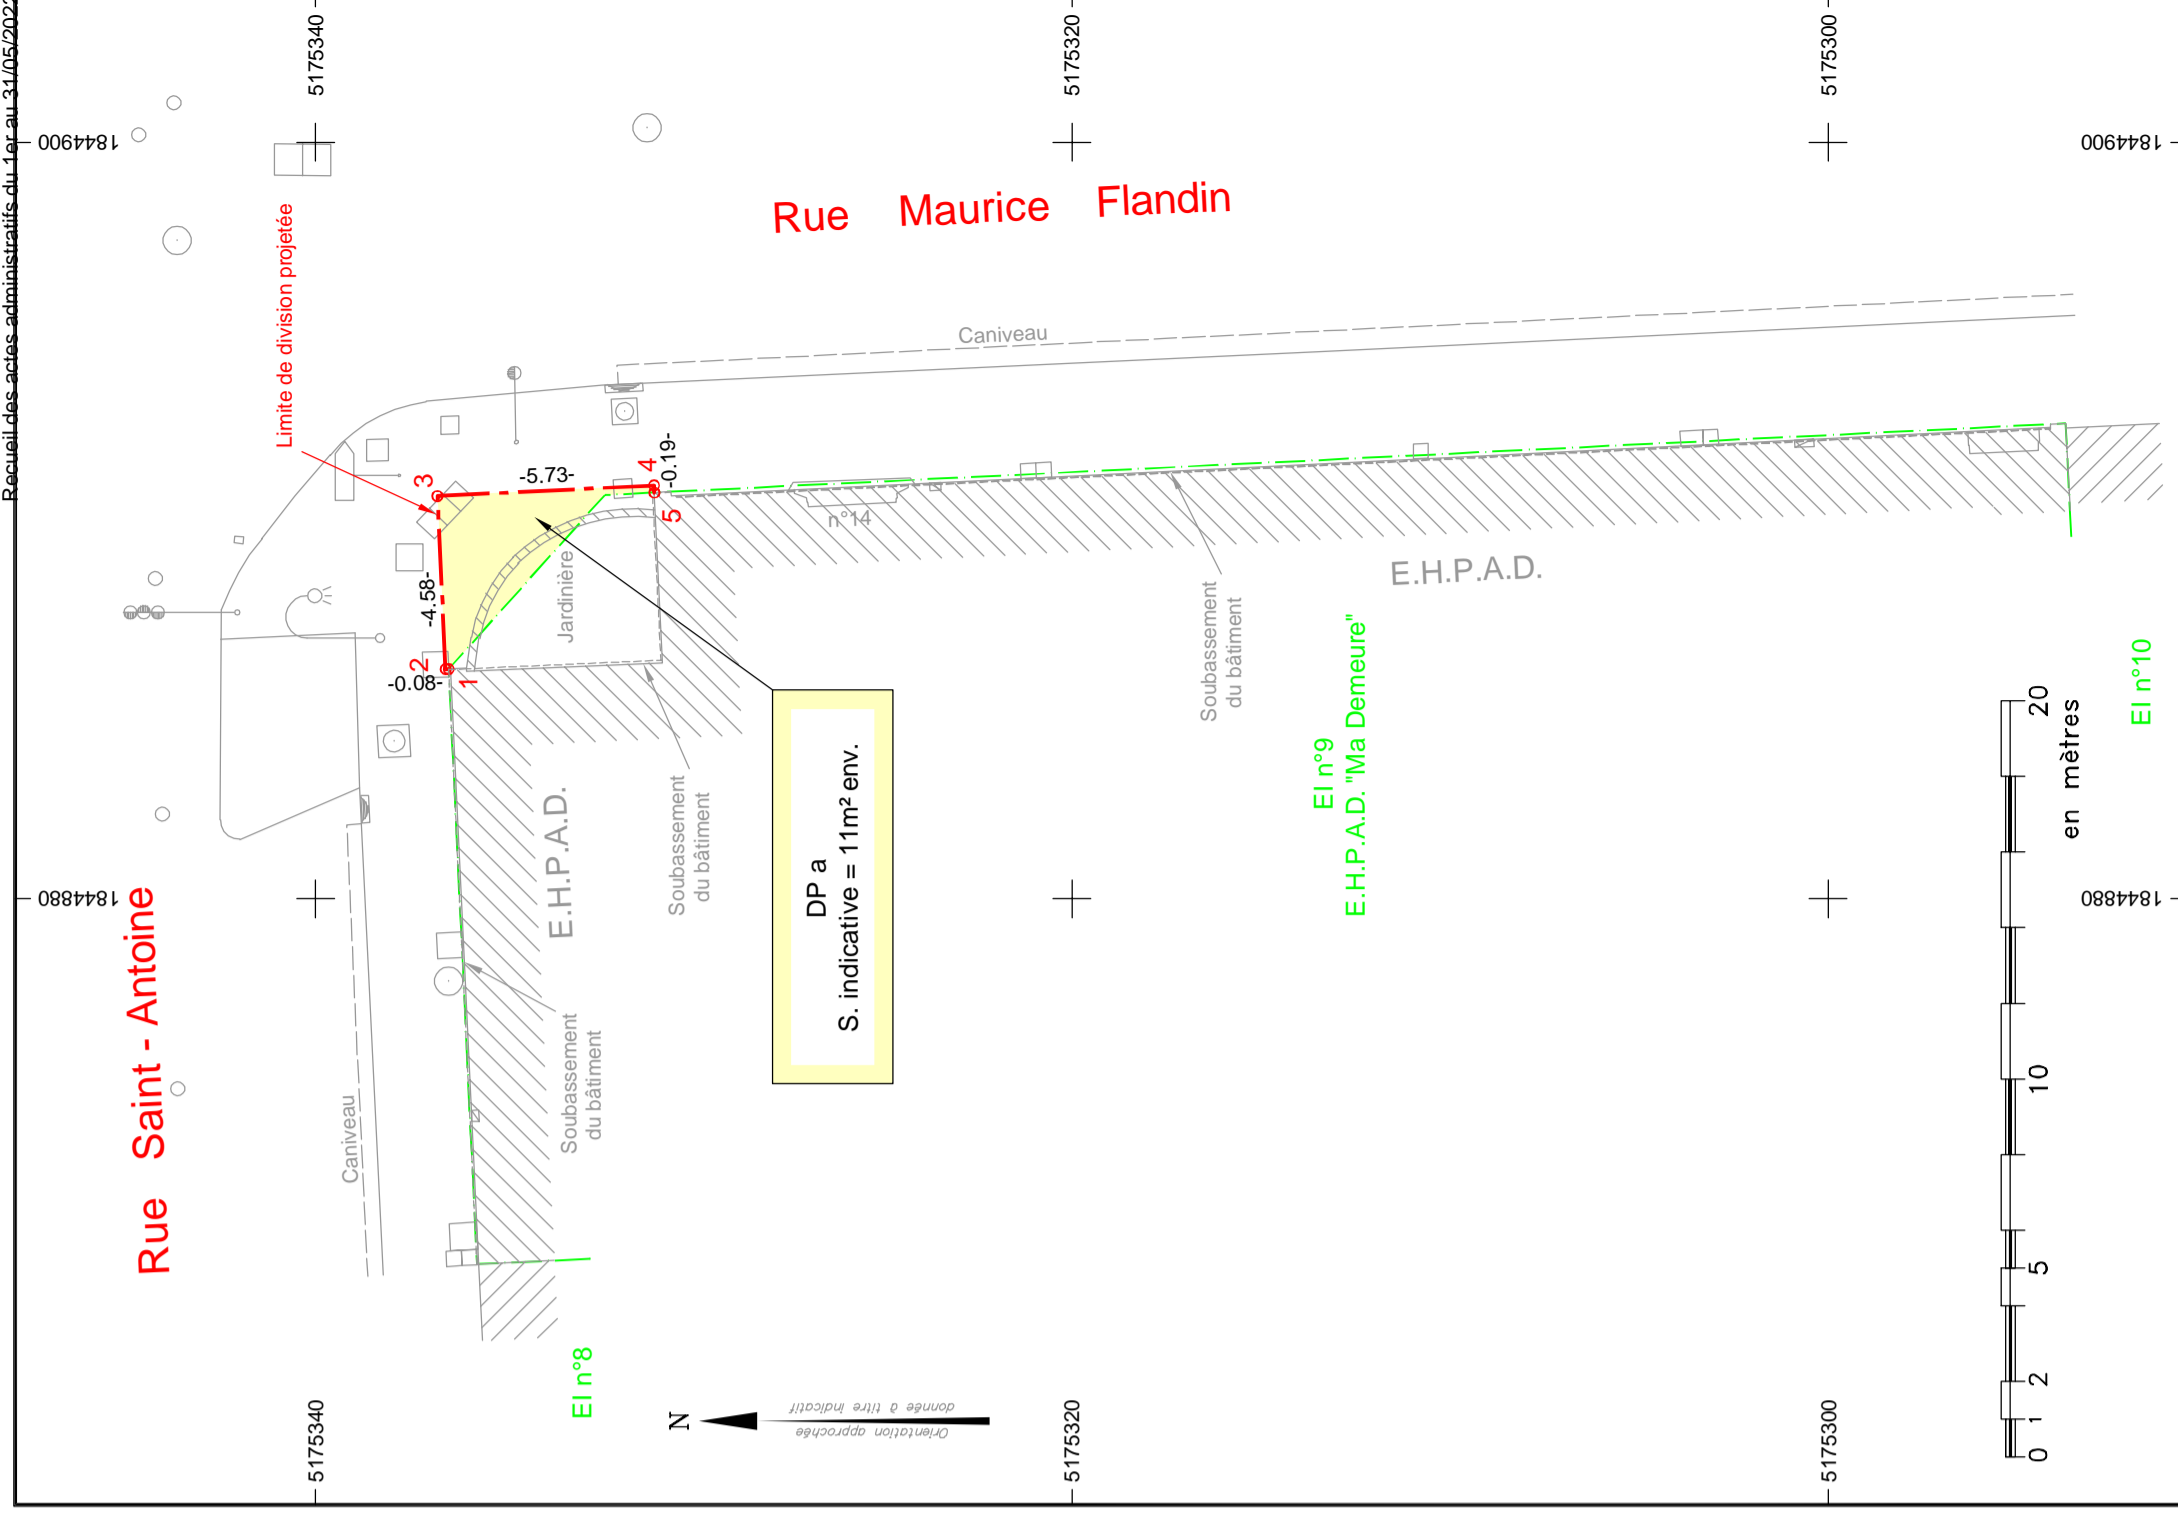 Recueil des actes administratifs du 1er au 31/05/202
5175340
5175320
5175300
1844900
1844900
Limite de division projetée
Rue Maurice Flandin
Caniveau
3
-5.73-
4
-0.19-
5
-4.58-
2
-0.08-
1
Jardinière
n°14
E.H.P.A.D.
Soubassement
du bâtiment
Soubassement
du bâtiment
E.H.P.A.D.
DP a
S. indicative = 11m² env.
EI n°9
E.H.P.A.D. "Ma Demeure"
EI n°10
1844880
1844880
Rue Saint - Antoine
Caniveau
Soubassement
du bâtiment
EI n°8
N
Orientation approchée
donnée à titre indicatif
0 1 2 5 10 20
en mètres
5175340
5175320
5175300